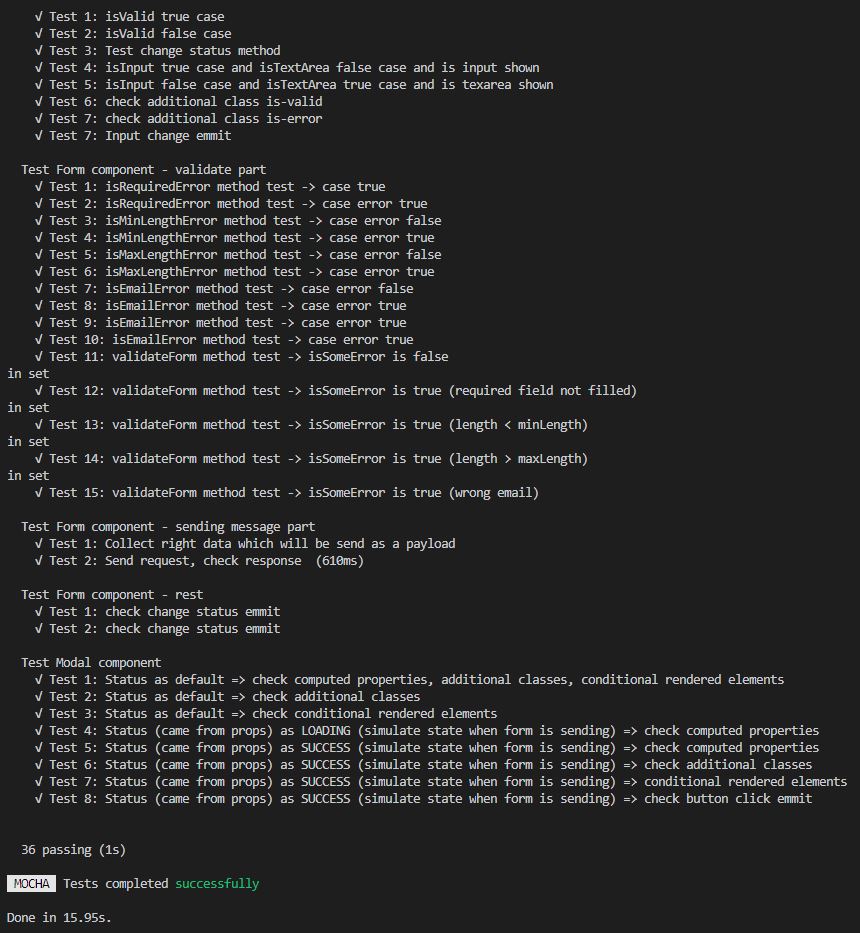 √ Test 1: isValid true case
√ Test 2: isValid false case
√ Test 3: Test change status method
√ Test 4: isInput true case and isTextArea false case and is input shown
√ Test 5: isInput false case and isTextArea true case and is texarea shown
√ Test 6: check additional class is-valid
√ Test 7: check additional class is-error
√ Test 7: Input change emmit
Test Form component - validate part
√ Test 1: isRequiredError method test -> case true
√ Test 2: isRequiredError method test -> case error true
√ Test 3: isMinLengthError method test -> case error false
√ Test 4: isMinLengthError method test -> case error true
√ Test 5: isMaxLengthError method test -> case error false
√ Test 6: isMaxLengthError method test -> case error true
√ Test 7: isEmailError method test -> case error false
√ Test 8: isEmailError method test -> case error true
√ Test 9: isEmailError method test -> case error true
√ Test 10: isEmailError method test -> case error true
√ Test 11: validateForm method test -> isSomeError is false
in set
√ Test 12: validateForm method test -> isSomeError is true (required field not filled)
in set
√ Test 13: validateForm method test -> isSomeError is true (length < minLength)
in set
√ Test 14: validateForm method test -> isSomeError is true (length > maxLength)
in set
√ Test 15: validateForm method test -> isSomeError is true (wrong email)
Test Form component - sending message part
√ Test 1: Collect right data which will be send as a payload
√ Test 2: Send request, check response  (610ms)
Test Form component - rest
√ Test 1: check change status emmit
√ Test 2: check change status emmit
Test Modal component
√ Test 1: Status as default => check computed properties, additional classes, conditional rendered elements
√ Test 2: Status as default => check additional classes
√ Test 3: Status as default => check conditional rendered elements
√ Test 4: Status (came from props) as LOADING (simulate state when form is sending) => check computed properties
√ Test 5: Status (came from props) as SUCCESS (simulate state when form is sending) => check computed properties
√ Test 6: Status (came from props) as SUCCESS (simulate state when form is sending) => check additional classes
√ Test 7: Status (came from props) as SUCCESS (simulate state when form is sending) => conditional rendered elements
√ Test 8: Status (came from props) as SUCCESS (simulate state when form is sending) => check button click emmit
36 passing (1s)
MOCHA Tests completed successfully
Done in 15.95s.